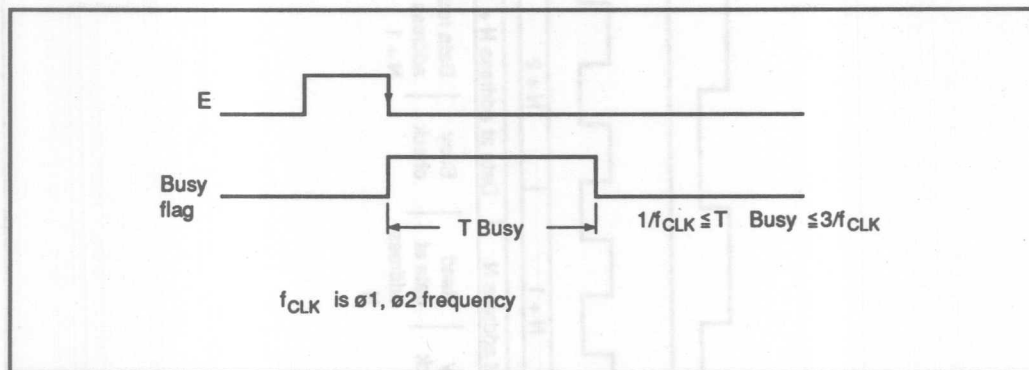 E
Busy
flag
T Busy
1/fCLK ≦ T Busy ≦ 3/fCLK
fCLK is ø1, ø2 frequency